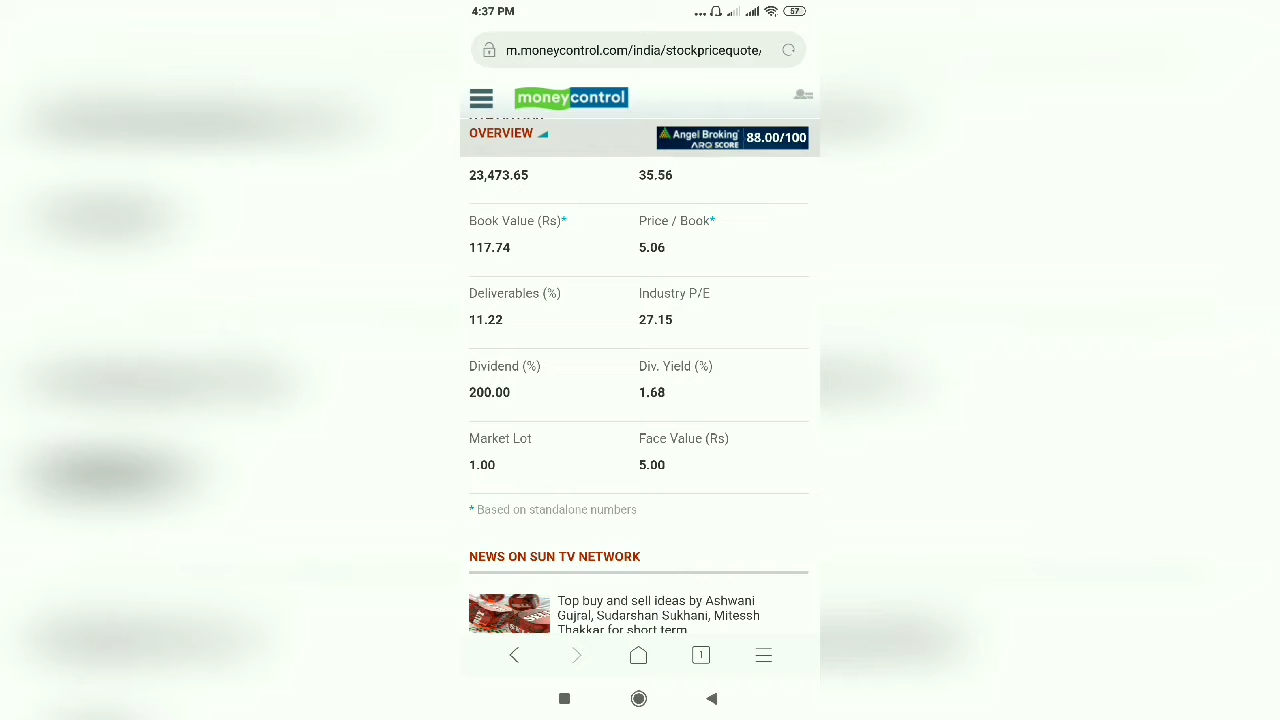 4:37 PM
57
m.moneycontrol.com/india/stockpricequote/
moneycontrol
OVERVIEW
Angel Broking
ARQ SCORE
88.00/100
23,473.65 35.56
Book Value (Rs)* Price / Book*
117.74 5.06
Deliverables (%) Industry P/E
11.22 27.15
Dividend (%) Div. Yield (%)
200.00 1.68
Market Lot Face Value (Rs)
1.00 5.00
* Based on standalone numbers
NEWS ON SUN TV NETWORK
Top buy and sell ideas by Ashwani
Gujral, Sudarshan Sukhani, Mitessh
Thakkar for short term
1